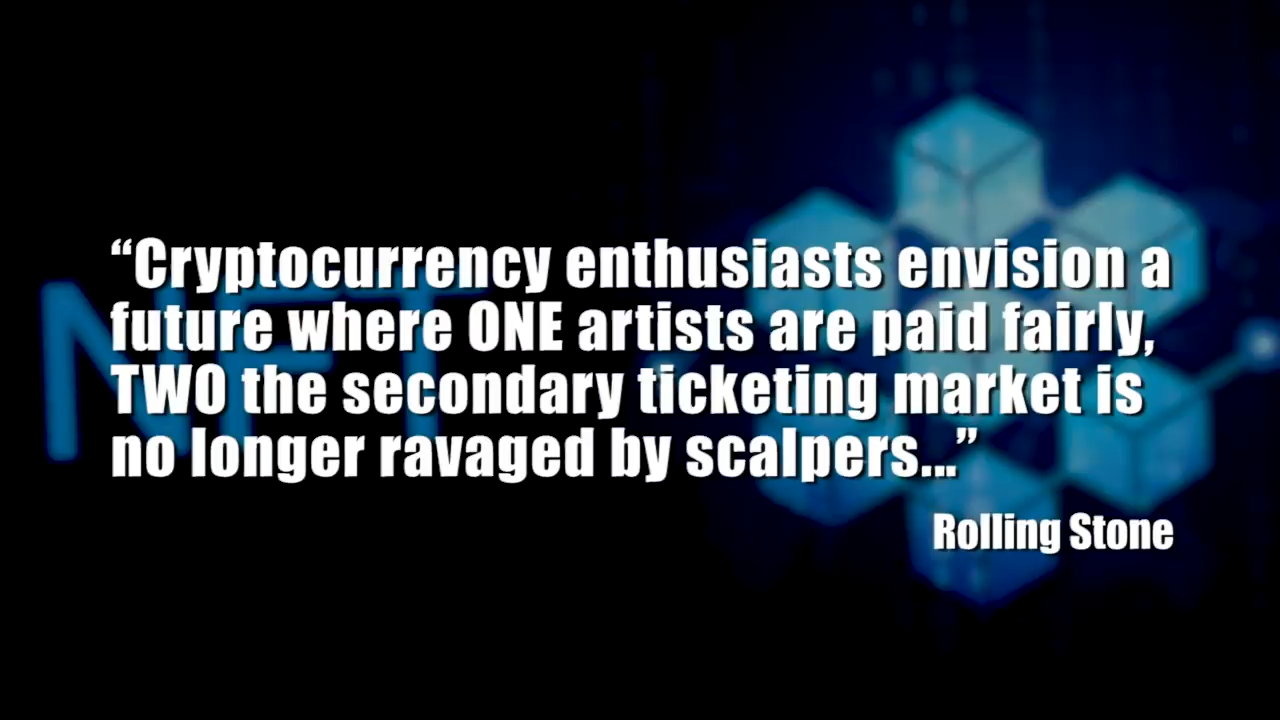 “Cryptocurrency enthusiasts envision a
future where ONE artists are paid fairly,
TWO the secondary ticketing market is
no longer ravaged by scalpers...”
Rolling Stone
NFT